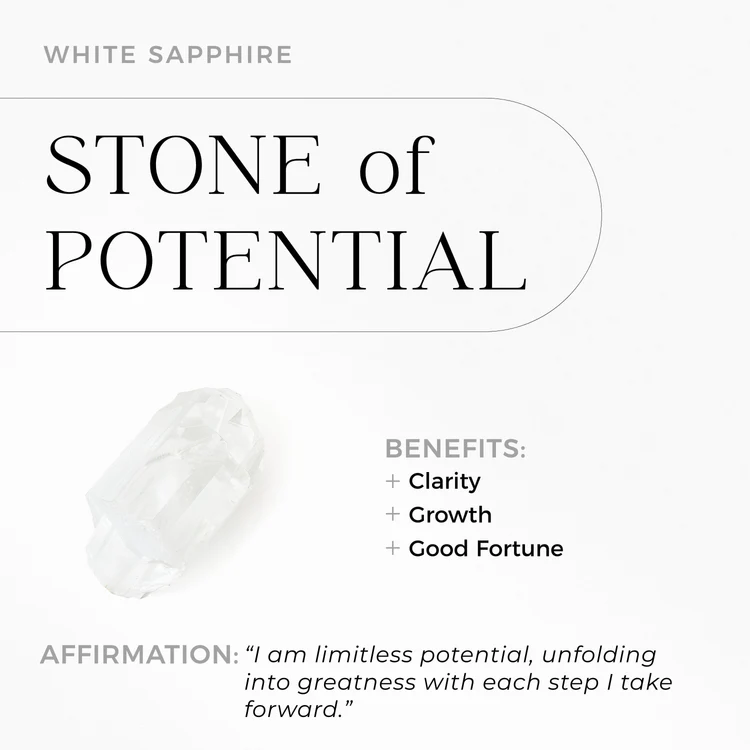 WHITE SAPPHIRE
STONE of
POTENTIAL
BENEFITS:
+ Clarity
+ Growth
+ Good Fortune
AFFIRMATION: “I am limitless potential, unfolding
into greatness with each step I take
forward.”